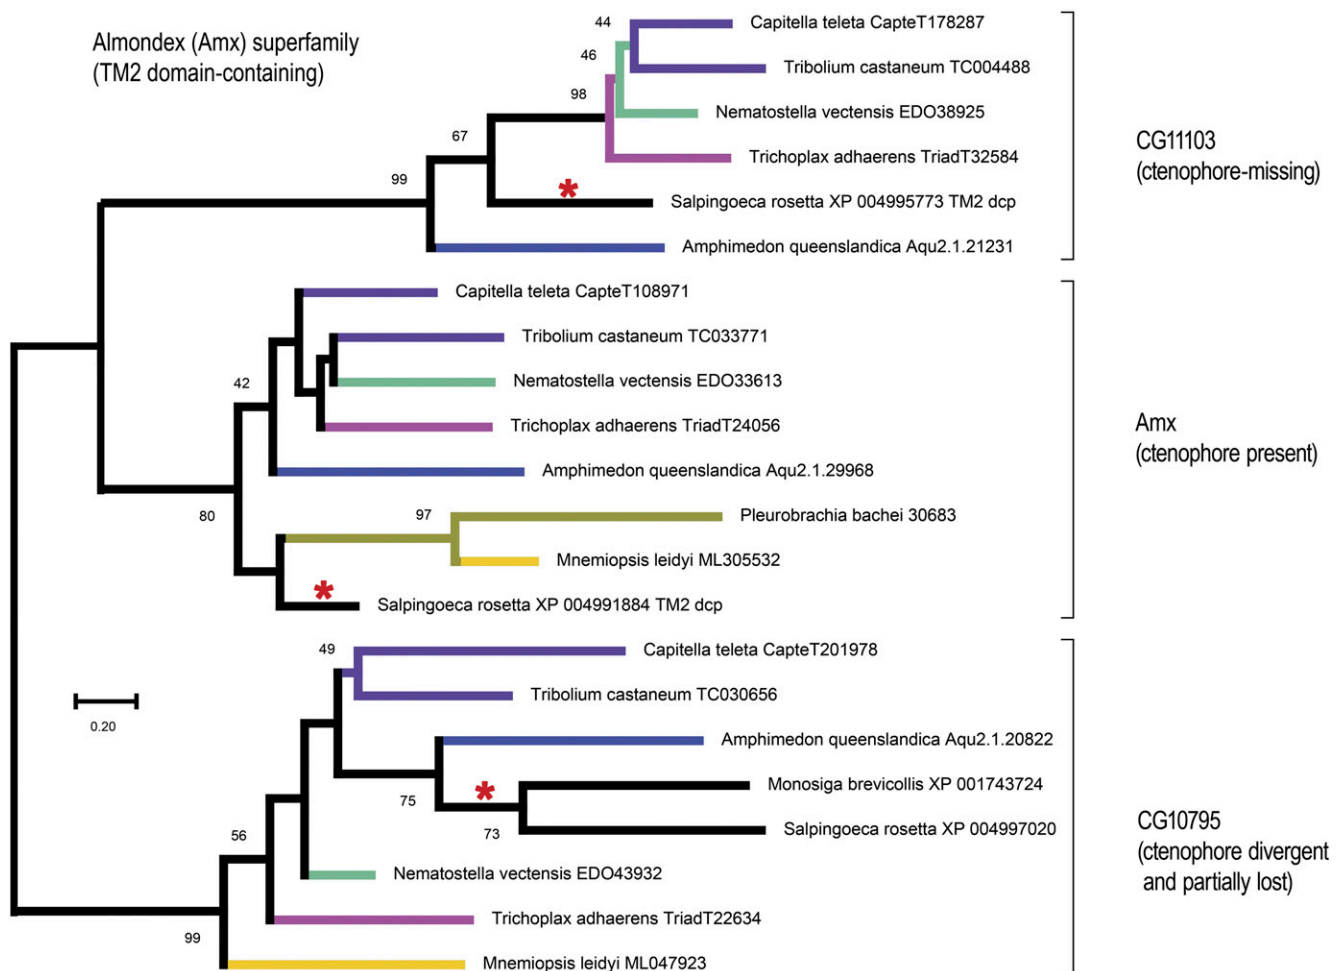 Almondex (Amx) superfamily
(TM2 domain-containing)
44
Capitella teleta CapteT178287
46
Tribolium castaneum TC004488
98
Nematostella vectensis EDO38925
67
Trichoplax adhaerens TriadT32584
99
*
Salpingoeca rosetta XP 004995773 TM2 dcp
Amphimedon queenslandica Aqu2.1.21231
CG11103
(ctenophore-missing)
Capitella teleta CapteT108971
Tribolium castaneum TC033771
42
Nematostella vectensis EDO33613
Trichoplax adhaerens TriadT24056
Amphimedon queenslandica Aqu2.1.29968
80
97
Pleurobrachia bachei 30683
Mnemiopsis leidyi ML305532
*
Salpingoeca rosetta XP 004991884 TM2 dcp
Amx
(ctenophore present)
49
Capitella teleta CapteT201978
Tribolium castaneum TC030656
0.20
Amphimedon queenslandica Aqu2.1.20822
75
*
Monosiga brevicollis XP 001743724
73
Salpingoeca rosetta XP 004997020
56
Nematostella vectensis EDO43932
Trichoplax adhaerens TriadT22634
99
Mnemiopsis leidyi ML047923
CG10795
(ctenophore divergent
and partially lost)